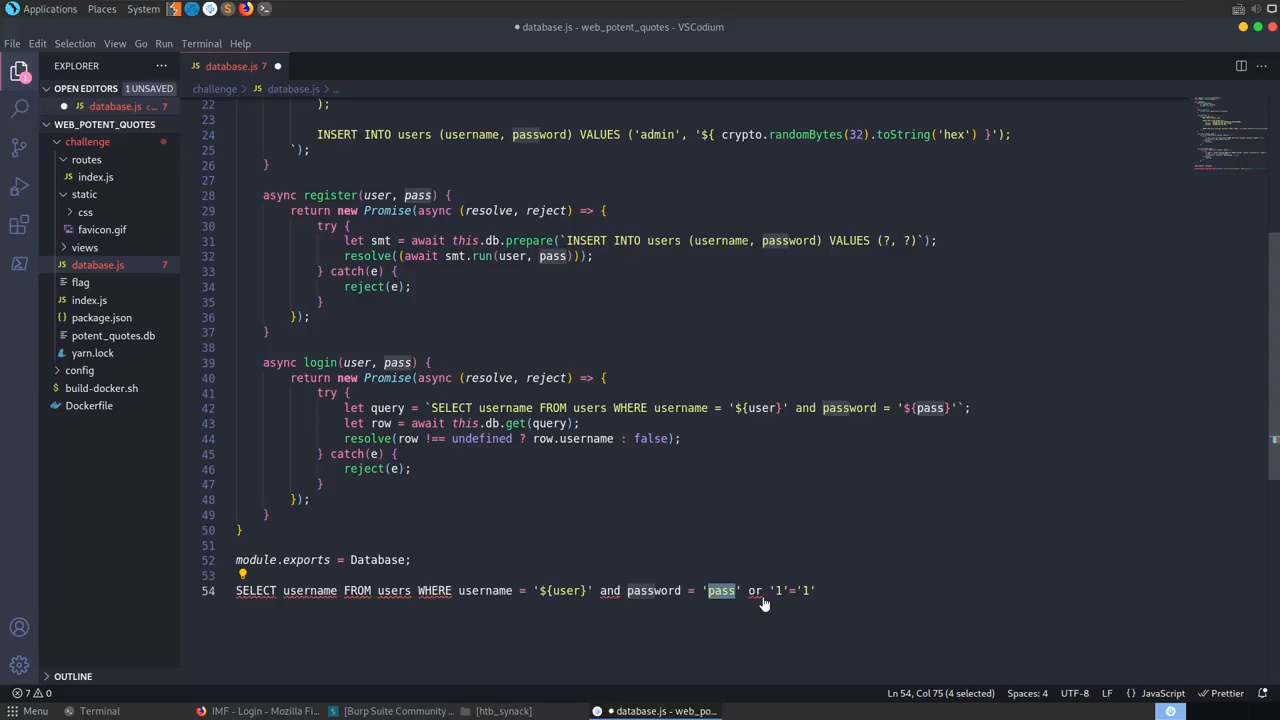 Applications Places System
database.js - web_potent_quotes - VSCodium
File Edit Selection View Go Run Terminal Help
EXPLORER
JS database.js 7
OPEN EDITORS 1 UNSAVED
JS database.js c... 7
challenge > JS database.js > ...
WEB_POTENT_QUOTES
challenge
routes
JS index.js
static
css
favicon.gif
views
JS database.js 7
flag
JS index.js
package.json
potent_quotes.db
yarn.lock
config
build-docker.sh
Dockerfile
OUTLINE
1
22 );
23
24 INSERT INTO users (username, password) VALUES ('admin', '${ crypto.randomBytes(32).toString('hex') }');
25 `);
26 }
27
28 async register(user, pass) {
29 return new Promise(async (resolve, reject) => {
30 try {
31 let smt = await this.db.prepare(`INSERT INTO users (username, password) VALUES (?, ?)`);
32 resolve((await smt.run(user, pass)));
33 } catch(e) {
34 reject(e);
35 }
36 });
37 }
38
39 async login(user, pass) {
40 return new Promise(async (resolve, reject) => {
41 try {
42 let query = `SELECT username FROM users WHERE username = '${user}' and password = '${pass}'`;
43 let row = await this.db.get(query);
44 resolve(row !== undefined ? row.username : false);
45 } catch(e) {
46 reject(e);
47 }
48 });
49 }
50 }
51
52 module.exports = Database;
53
54 SELECT username FROM users WHERE username = '${user}' and password = 'pass' or '1'='1'
7 0 Ln 54, Col 75 (4 selected) Spaces: 4 UTF-8 LF {} JavaScript Prettier
Menu Terminal IMF - Login - Mozilla Fi... [Burp Suite Community ... [htb_synack] database.js - web_po...